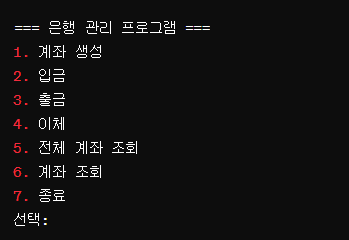 === 은행 관리 프로그램 ===
1. 계좌 생성
2. 입금
3. 출금
4. 이체
5. 전체 계좌 조회
6. 계좌 조회
7. 종료
선택: